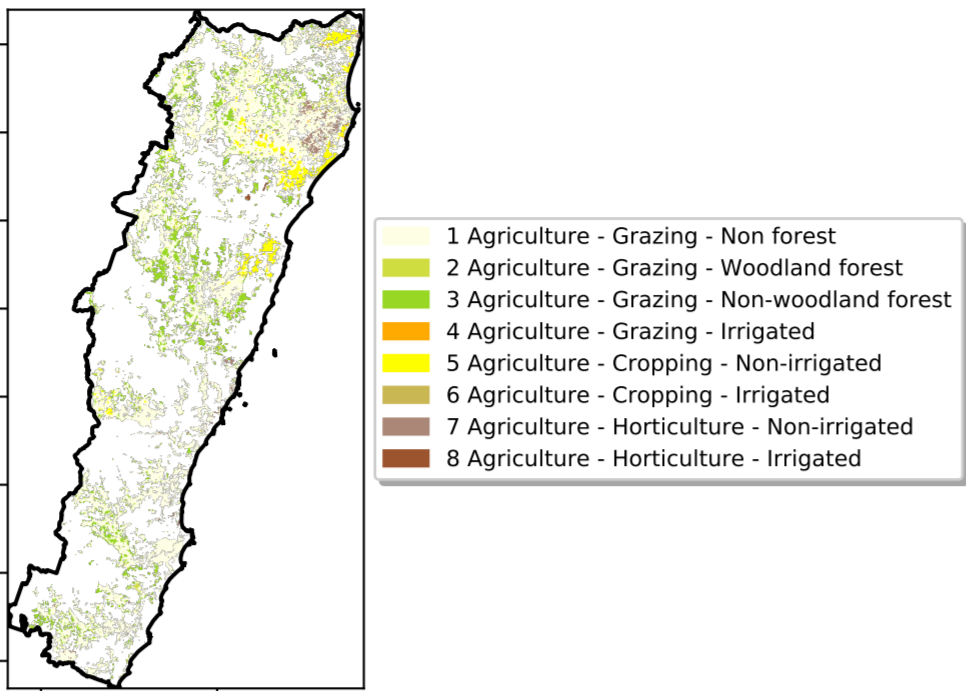 1 Agriculture - Grazing - Non forest
2 Agriculture - Grazing - Woodland forest
3 Agriculture - Grazing - Non-woodland forest
4 Agriculture - Grazing - Irrigated
5 Agriculture - Cropping - Non-irrigated
6 Agriculture - Cropping - Irrigated
7 Agriculture - Horticulture - Non-irrigated
8 Agriculture - Horticulture - Irrigated